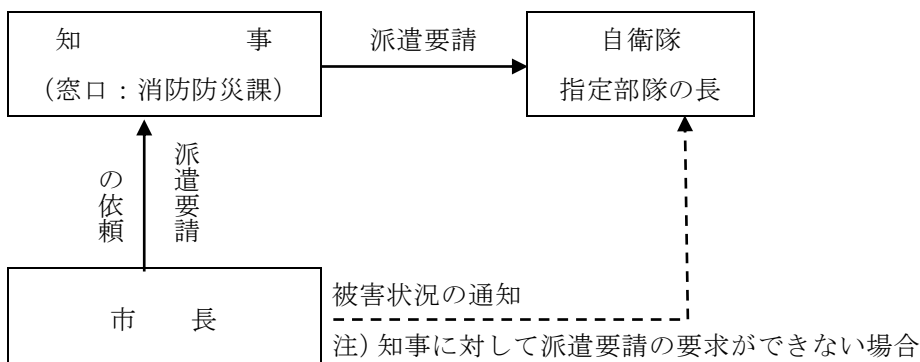 知　　　　　事
（窓口：消防防災課）
派遣要請
自衛隊
指定部隊の長
派遣要請
の依頼
市　　長
被害状況の通知
注）知事に対して派遣要請の要求ができない場合